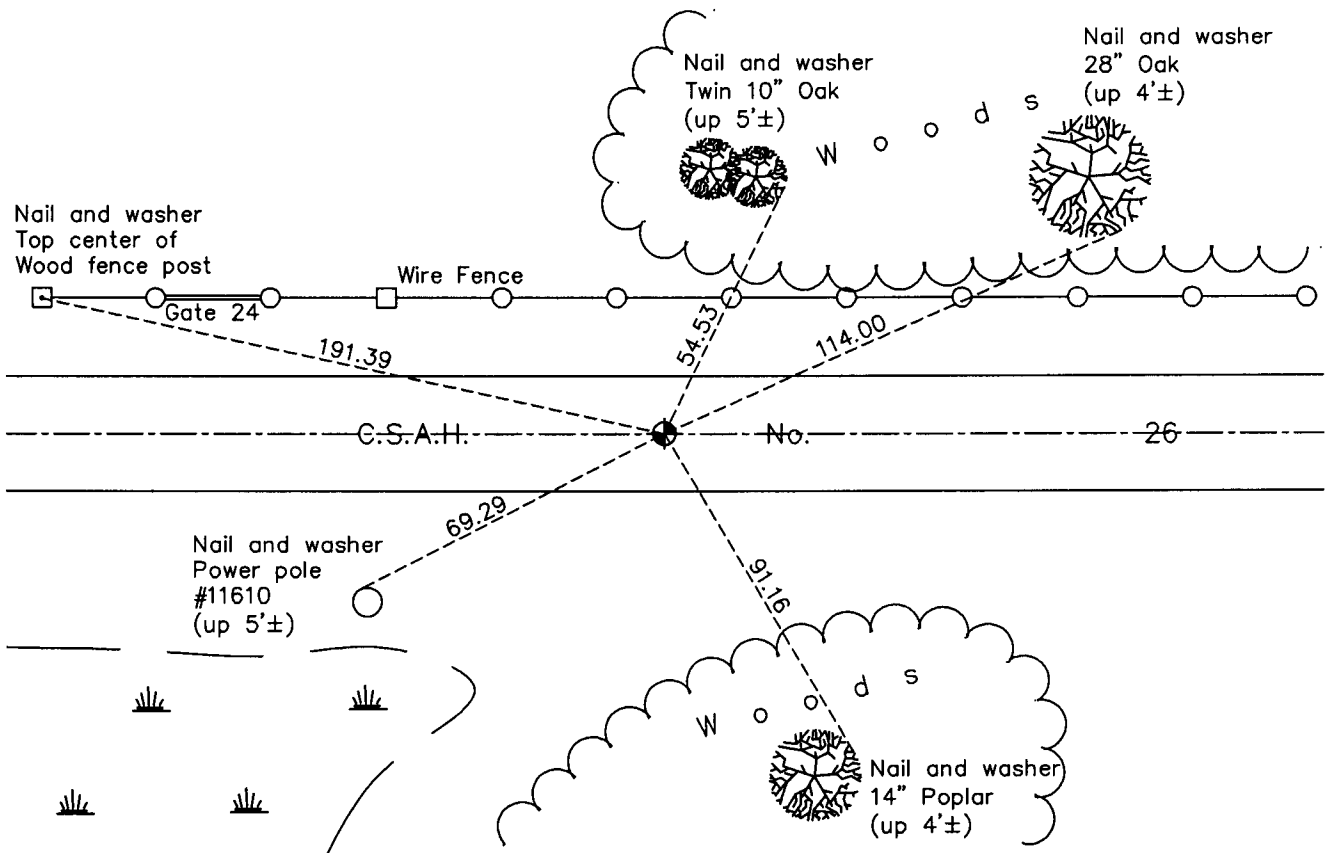 Nail and washer
28" Oak
(up 4'±)
Nail and washer
Twin 10" Oak
(up 5'±)
Woods
Nail and washer
Top center of
Wood fence post
Wire Fence
Gate 24
191.39
54.53
114.00
C.S.A.H. No. 26
69.29
Nail and washer
Power pole
#11610
(up 5'±)
91.16
Woods
Nail and washer
14" Poplar
(up 4'±)